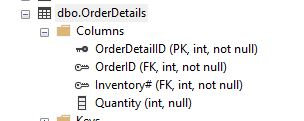 dbo.OrderDetails
Columns
OrderDetailID (PK, int, not null)
OrderID (FK, int, not null)
Inventory# (FK, int, not null)
Quantity (int, null)
Keys